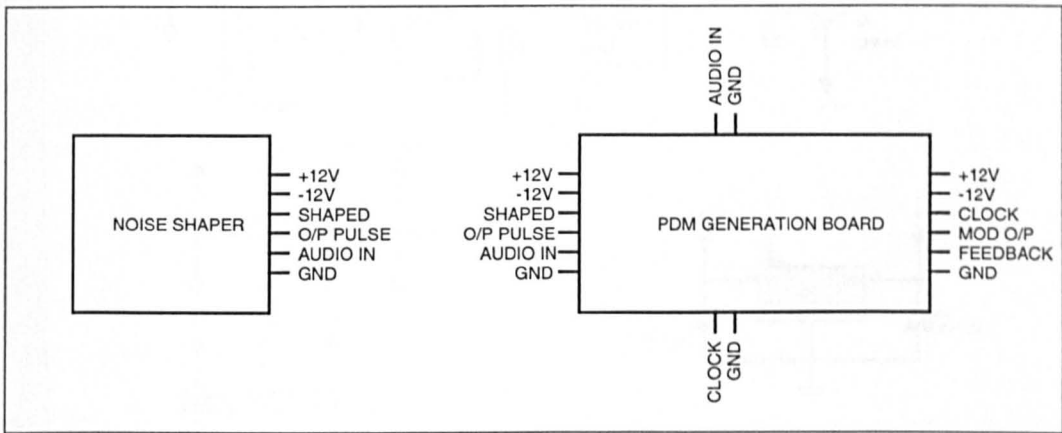 AUDIO IN
GND
NOISE SHAPER
+12V
-12V
SHAPED
O/P PULSE
AUDIO IN
GND
+12V
-12V
SHAPED
O/P PULSE
AUDIO IN
GND
PDM GENERATION BOARD
+12V
-12V
CLOCK
MOD O/P
FEEDBACK
GND
CLOCK
GND